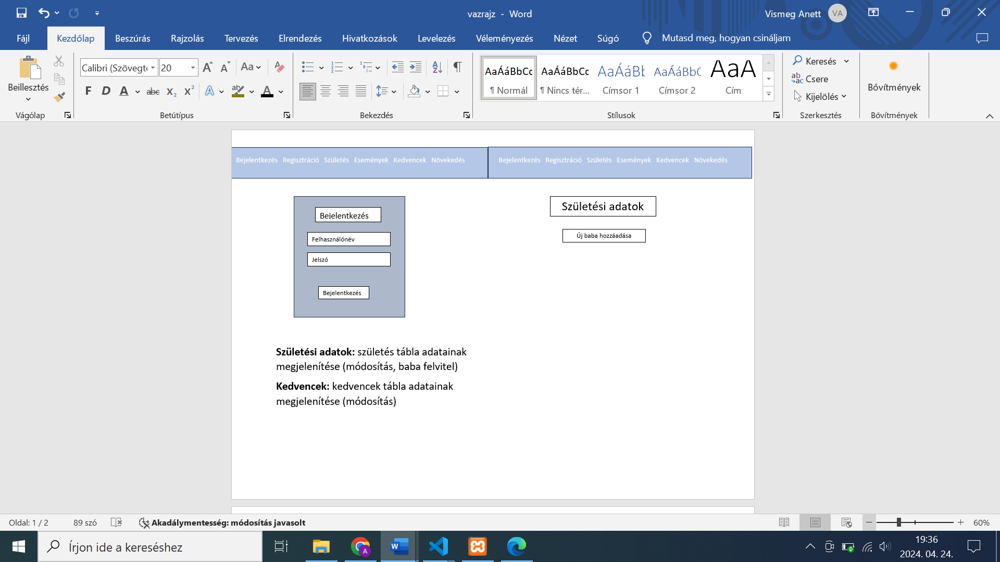 vazrajz - Word
Vismeg Anett VA
Fájl Kezdőlap Beszúrás Rajzolás Tervezés Elrendezés Hivatkozások Levelezés Véleményezés Nézet Súgó Mutasd meg, hogyan csináljam
Beillesztés
Vágólap
Calibri (Szövegtö 20
Aa
F D A abc x₂ x² A ab A
Betűtípus
Bekezdés
AaÁáBbCc AaÁáBbCc AaÁáBb AaÁáBbC AaA
¶ Normál ¶ Nincs tér... Címsor 1 Címsor 2 Cím
Stílusok
Keresés
Csere
Kijelölés
Szerkesztés
Bővítmények
Bővítmények
Bejelentkezés Regisztráció Születés Események Kedvencek Növekedés
Bejelentkezés Regisztráció Születés Események Kedvencek Növekedés
Bejelentkezés
Felhasználónév
Jelszó
Bejelentkezés
Születési adatok
Új baba hozzáadása
Születési adatok: születés tábla adatainak
megjelenítése (módosítás, baba felvitel)
Kedvencek: kedvencek tábla adatainak
megjelenítése (módosítás)
Oldal: 1 / 2 89 szó Akadálymentesség: módosítás javasolt 60%
Írjon ide a kereséshez
19:36
2024. 04. 24.